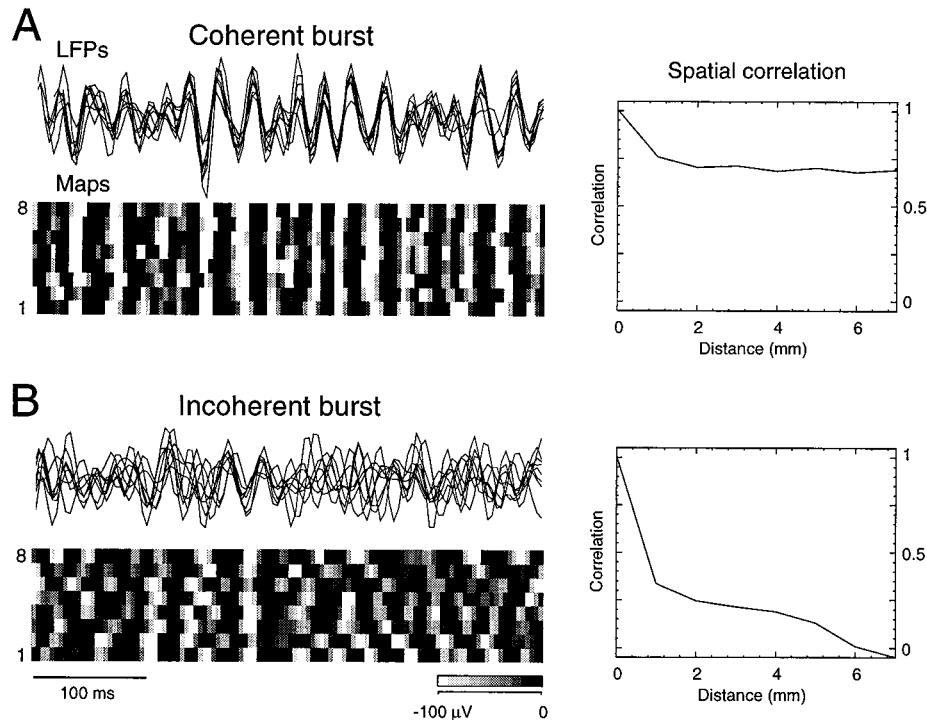 A
Coherent burst
LFPs
Maps
8
1
Spatial correlation
1
0.5
0
Correlation
0 2 4 6
Distance (mm)
B
Incoherent burst
8
1
100 ms
-100 μV 0
1
0.5
0
Correlation
0 2 4 6
Distance (mm)